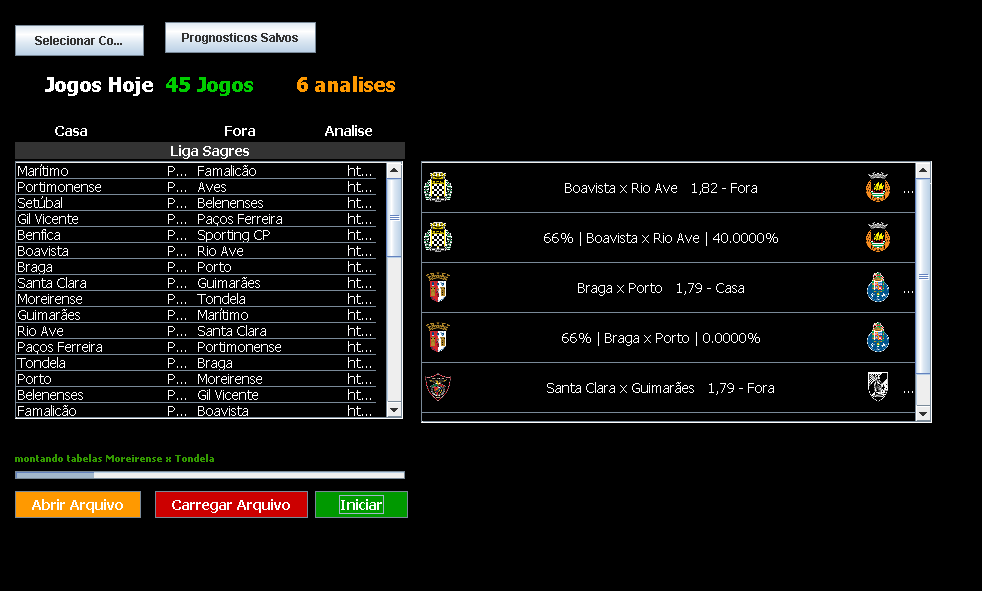 Selecionar Co...
Prognosticos Salvos
Jogos Hoje 45 Jogos 6 analises
Casa Fora Analise
Liga Sagres
Marítimo P... Famalicão ht...
Portimonense P... Aves ht...
Setúbal P... Belenenses ht...
Gil Vicente P... Paços Ferreira ht...
Benfica P... Sporting CP ht...
Boavista P... Rio Ave ht...
Braga P... Porto ht...
Santa Clara P... Guimarães ht...
Moreirense P... Tondela ht...
Guimarães P... Marítimo ht...
Rio Ave P... Santa Clara ht...
Paços Ferreira P... Portimonense ht...
Tondela P... Braga ht...
Porto P... Moreirense ht...
Belenenses P... Gil Vicente ht...
Famalicão P... Boavista ht...
Boavista x Rio Ave 1,82 - Fora ...
66% | Boavista x Rio Ave | 40.0000%
Braga x Porto 1,79 - Casa ...
66% | Braga x Porto | 0.0000%
Santa Clara x Guimarães 1,79 - Fora ...
montando tabelas Moreirense x Tondela
Abrir Arquivo
Carregar Arquivo
Iniciar